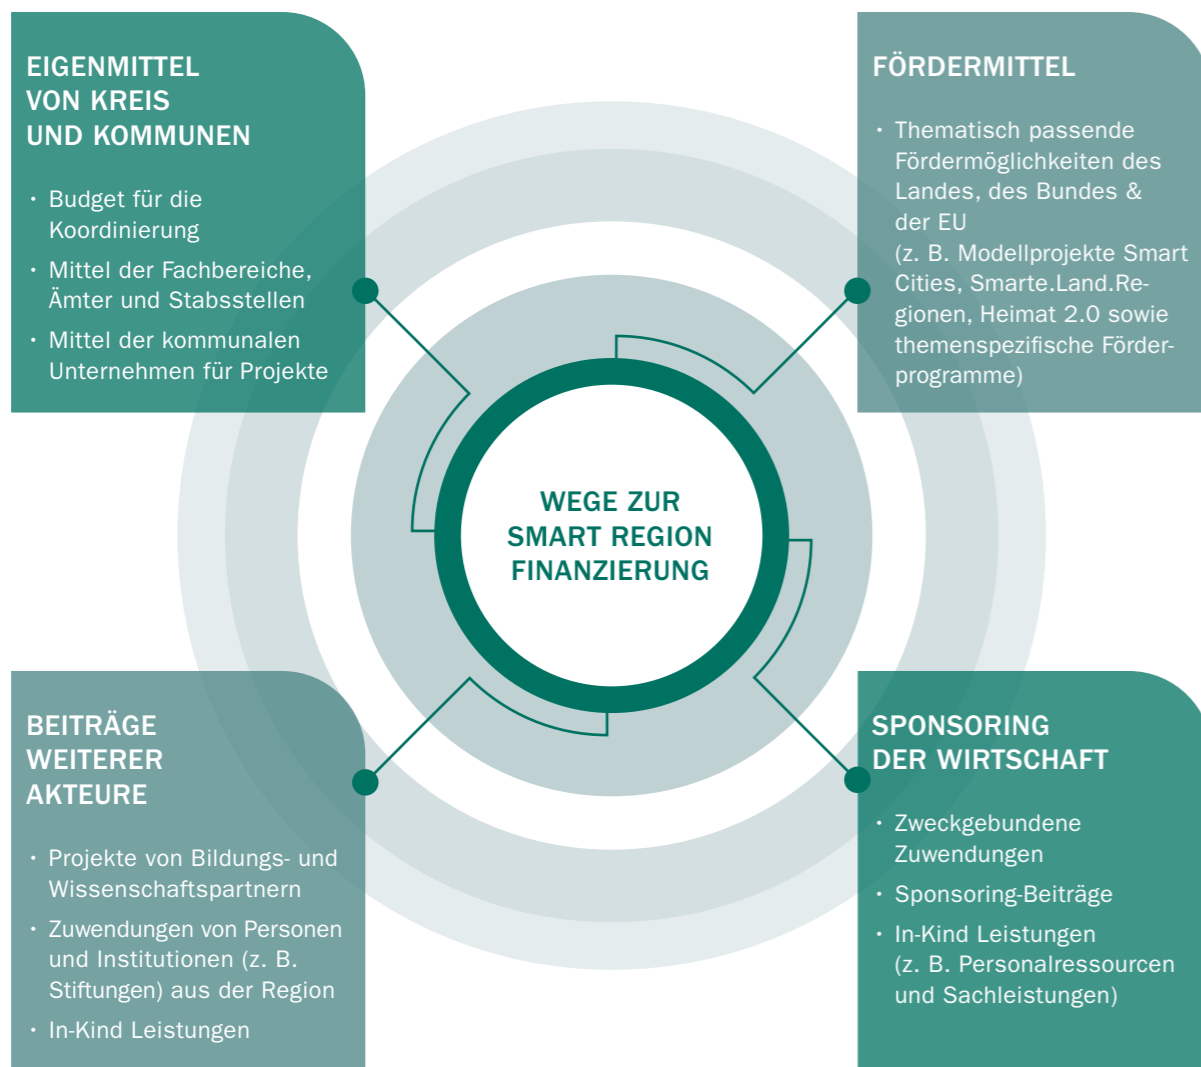 EIGENMITTEL
VON KREIS
UND KOMMUNEN
· Budget für die
Koordinierung
· Mittel der Fachbereiche,
Ämter und Stabsstellen
· Mittel der kommunalen
Unternehmen für Projekte
FÖRDERMITTEL
· Thematisch passende
Fördermöglichkeiten des
Landes, des Bundes &
der EU
(z. B. Modellprojekte Smart
Cities, Smarte.Land.Re-
gionen, Heimat 2.0 sowie
themenspezifische Förder-
programme)
WEGE ZUR
SMART REGION
FINANZIERUNG
BEITRÄGE
WEITERER
AKTEURE
· Projekte von Bildungs- und
Wissenschaftspartnern
· Zuwendungen von Personen
und Institutionen (z. B.
Stiftungen) aus der Region
· In-Kind Leistungen
SPONSORING
DER WIRTSCHAFT
· Zweckgebundene
Zuwendungen
· Sponsoring-Beiträge
· In-Kind Leistungen
(z. B. Personalressourcen
und Sachleistungen)